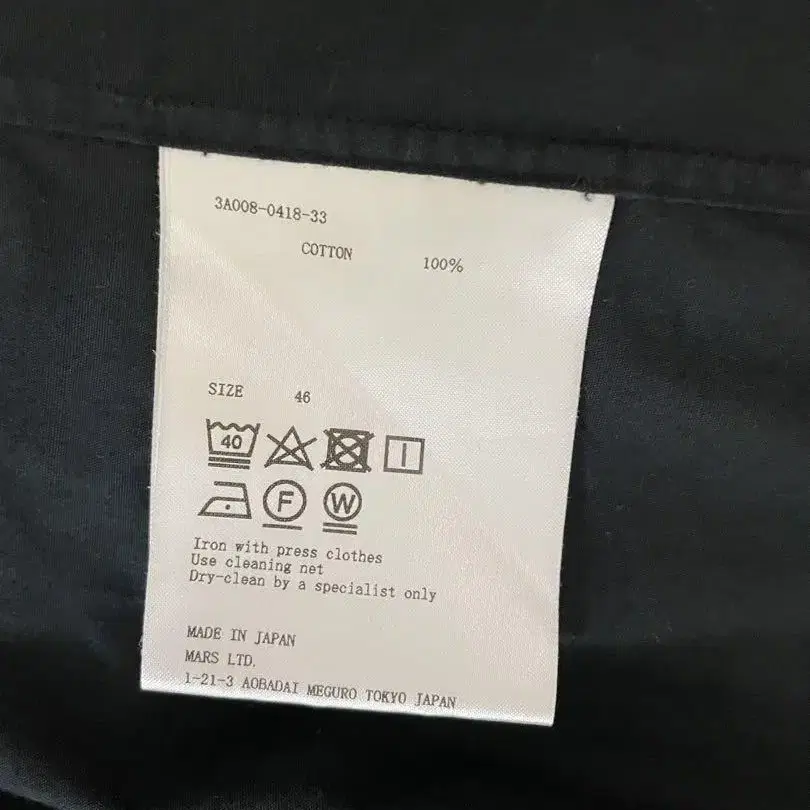 3A008-0418-33
COTTON 100%
SIZE 46
40
F W
Iron with press clothes
Use cleaning net
Dry-clean by a specialist only
MADE IN JAPAN
MARS LTD.
1-21-3 AOBADAI MEGURO TOKYO JAPAN